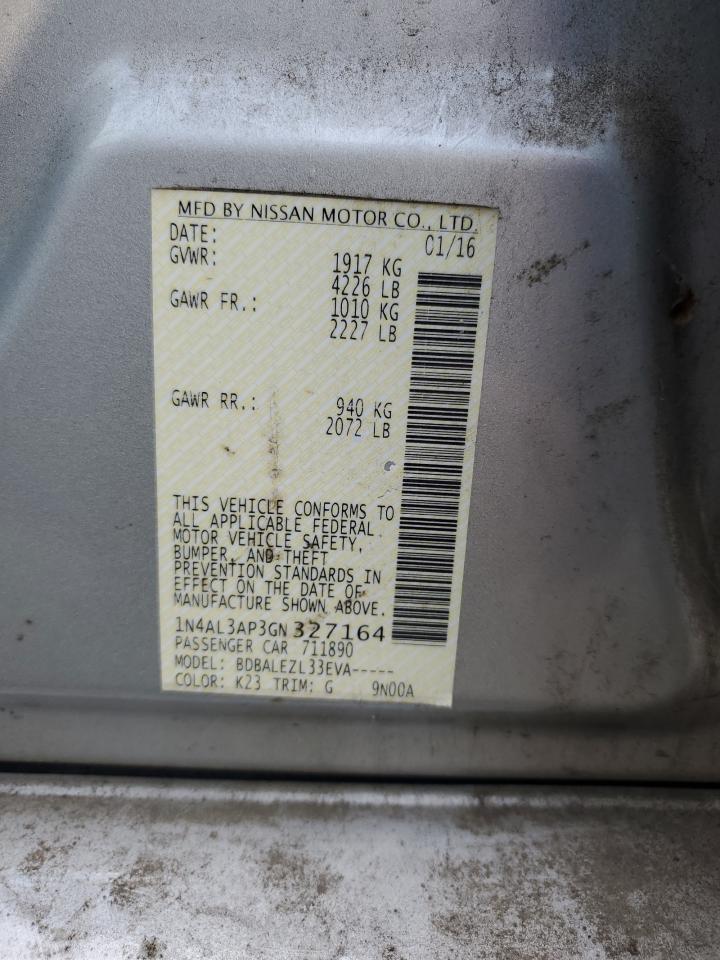 MFD BY NISSAN MOTOR CO., LTD.
DATE: 01/16
GVWR: 1917 KG
4226 LB
GAWR FR.: 1010 KG
2227 LB
GAWR RR.: 940 KG
2072 LB
THIS VEHICLE CONFORMS TO
ALL APPLICABLE FEDERAL
MOTOR VEHICLE SAFETY,
BUMPER, AND THEFT
PREVENTION STANDARDS IN
EFFECT ON THE DATE OF
MANUFACTURE SHOWN ABOVE.
1N4AL3AP3GN327164
PASSENGER CAR 711890
MODEL: BDBALEZL33EVA-----
COLOR: K23 TRIM: G 9N00A